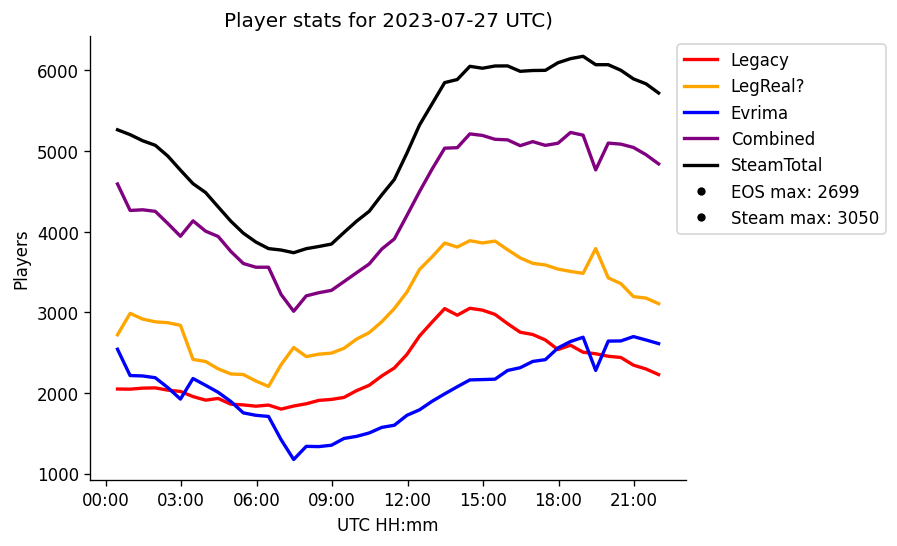 Player stats for 2023-07-27 UTC)
Legacy
LegReal?
Evrima
Combined
SteamTotal
EOS max: 2699
Steam max: 3050
Players
6000
5000
4000
3000
2000
1000
00:00 03:00 06:00 09:00 12:00 15:00 18:00 21:00
UTC HH:mm